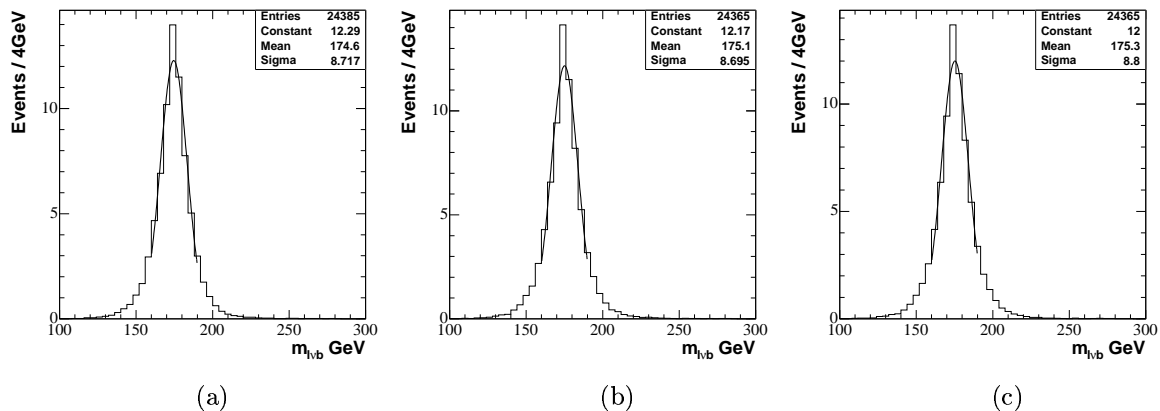 Events / 4GeV
Entries 24385
Constant 12.29
Mean 174.6
Sigma 8.717
10
5
0
100 150 200 250 300
m_lνb GeV
(a)
Events / 4GeV
Entries 24365
Constant 12.17
Mean 175.1
Sigma 8.695
10
5
0
100 150 200 250 300
m_lνb GeV
(b)
Events / 4GeV
Entries 24365
Constant 12
Mean 175.3
Sigma 8.8
10
5
0
100 150 200 250 300
m_lνb GeV
(c)